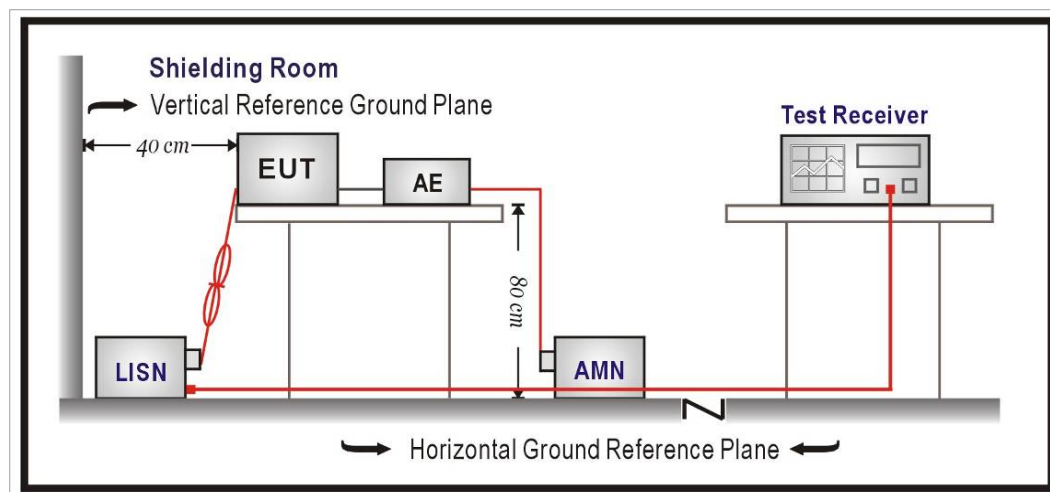 Shielding Room
Vertical Reference Ground Plane
Test Receiver
40 cm
EUT
AE
80 cm
LISN
AMN
Horizontal Ground Reference Plane